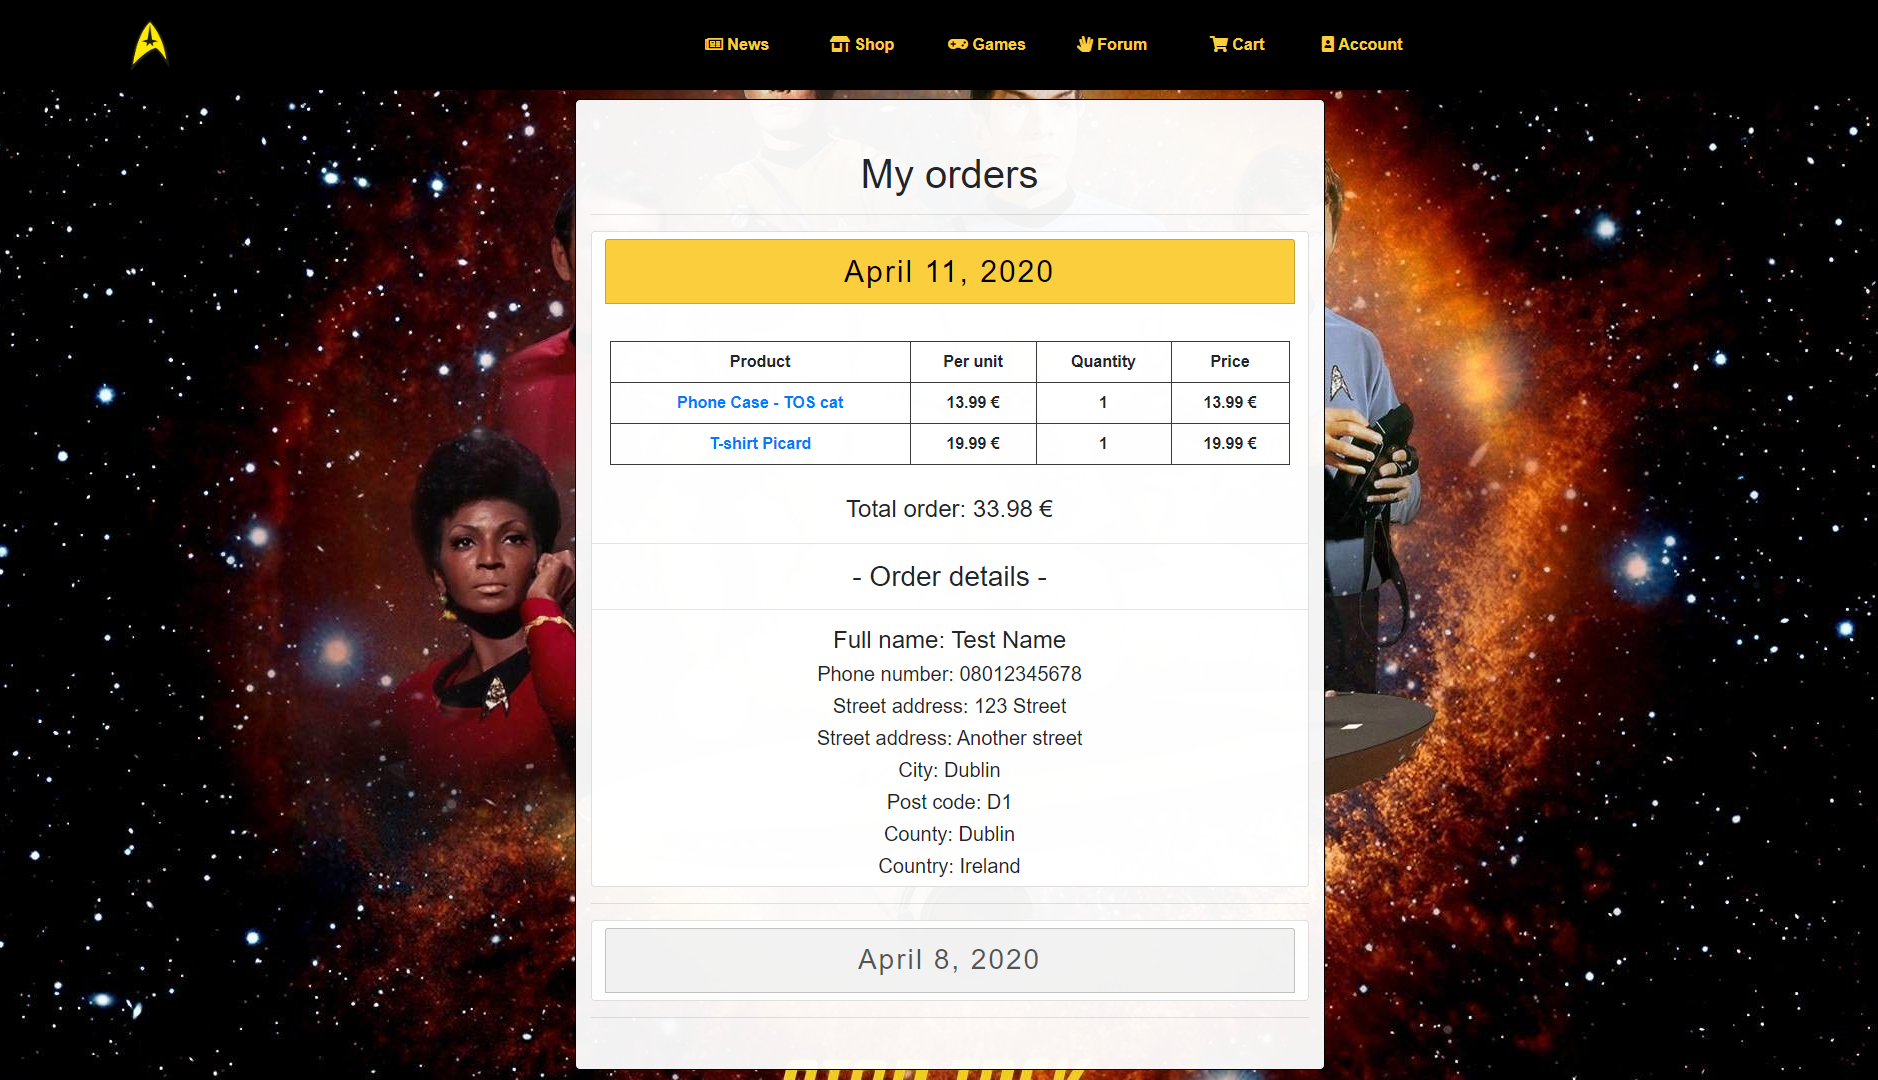 News Shop Games Forum Cart Account
My orders
April 11, 2020
Product Per unit Quantity Price
Phone Case - TOS cat 13.99 € 1 13.99 €
T-shirt Picard 19.99 € 1 19.99 €
Total order: 33.98 €
- Order details -
Full name: Test Name
Phone number: 08012345678
Street address: 123 Street
Street address: Another street
City: Dublin
Post code: D1
County: Dublin
Country: Ireland
April 8, 2020